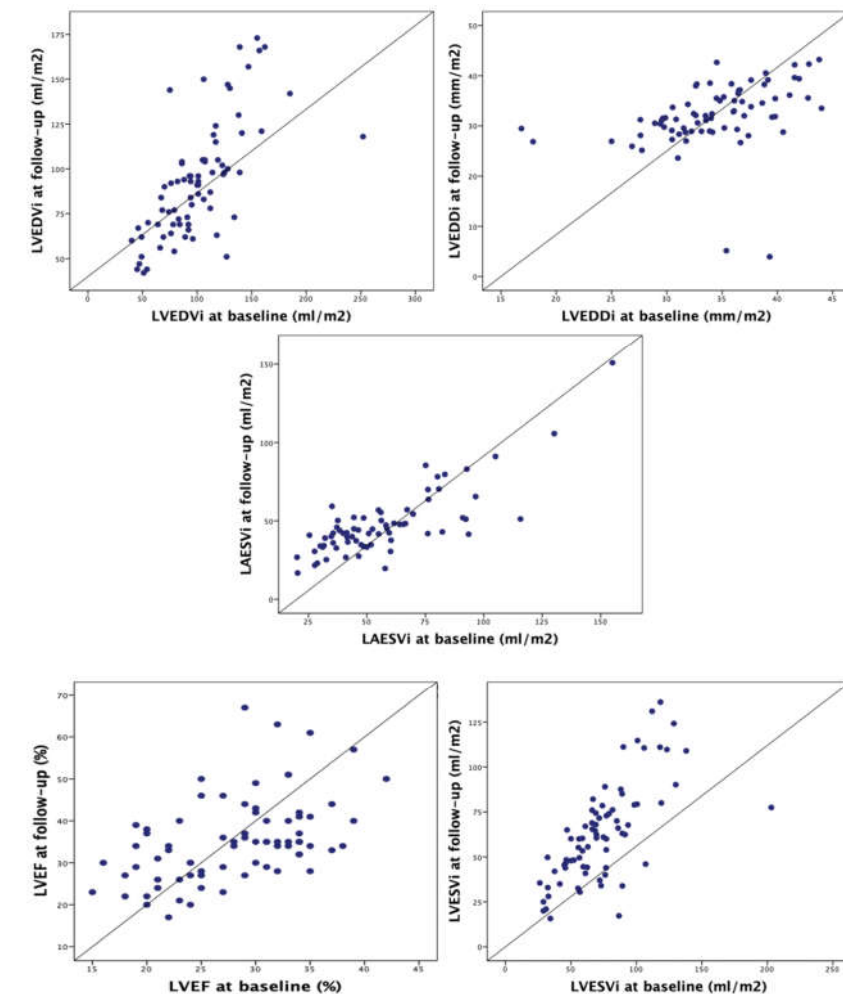 LVEDVi at follow-up (ml/m2)
175
150
125
100
75
50
0 50 100 150 200 250 300
LVEDVi at baseline (ml/m2)
LVEDDi at follow-up (mm/m2)
50
40
30
20
10
0
15 20 25 30 35 40 45
LVEDDi at baseline (mm/m2)
LAESVi at follow-up (ml/m2)
150
100
50
0
25 50 75 100 125 150
LAESVi at baseline (ml/m2)
LVEF at follow-up (%)
70
60
50
40
30
20
10
15 20 25 30 35 40 45
LVEF at baseline (%)
LVESVi at follow-up (ml/m2)
125
100
75
50
25
0
0 50 100 150 200 250
LVESVi at baseline (ml/m2)